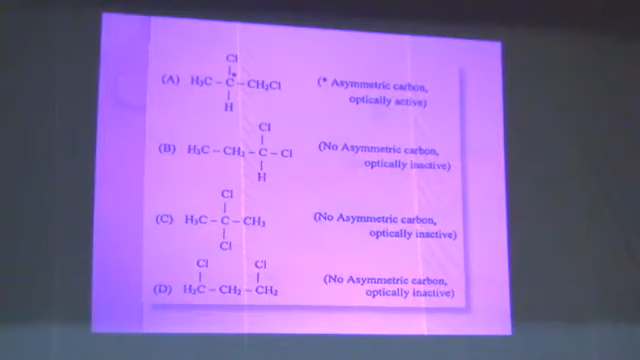 Cl
(A) H₃C – C* – CH₂Cl (* Asymmetric carbon,
H optically active)
Cl
(B) H₃C – CH₂ – C – Cl (No Asymmetric carbon,
optically inactive)
H
Cl
(C) H₃C – C – CH₃ (No Asymmetric carbon,
optically inactive)
Cl
Cl Cl
(D) H₂C – CH₂ – CH₂ (No Asymmetric carbon,
optically inactive)